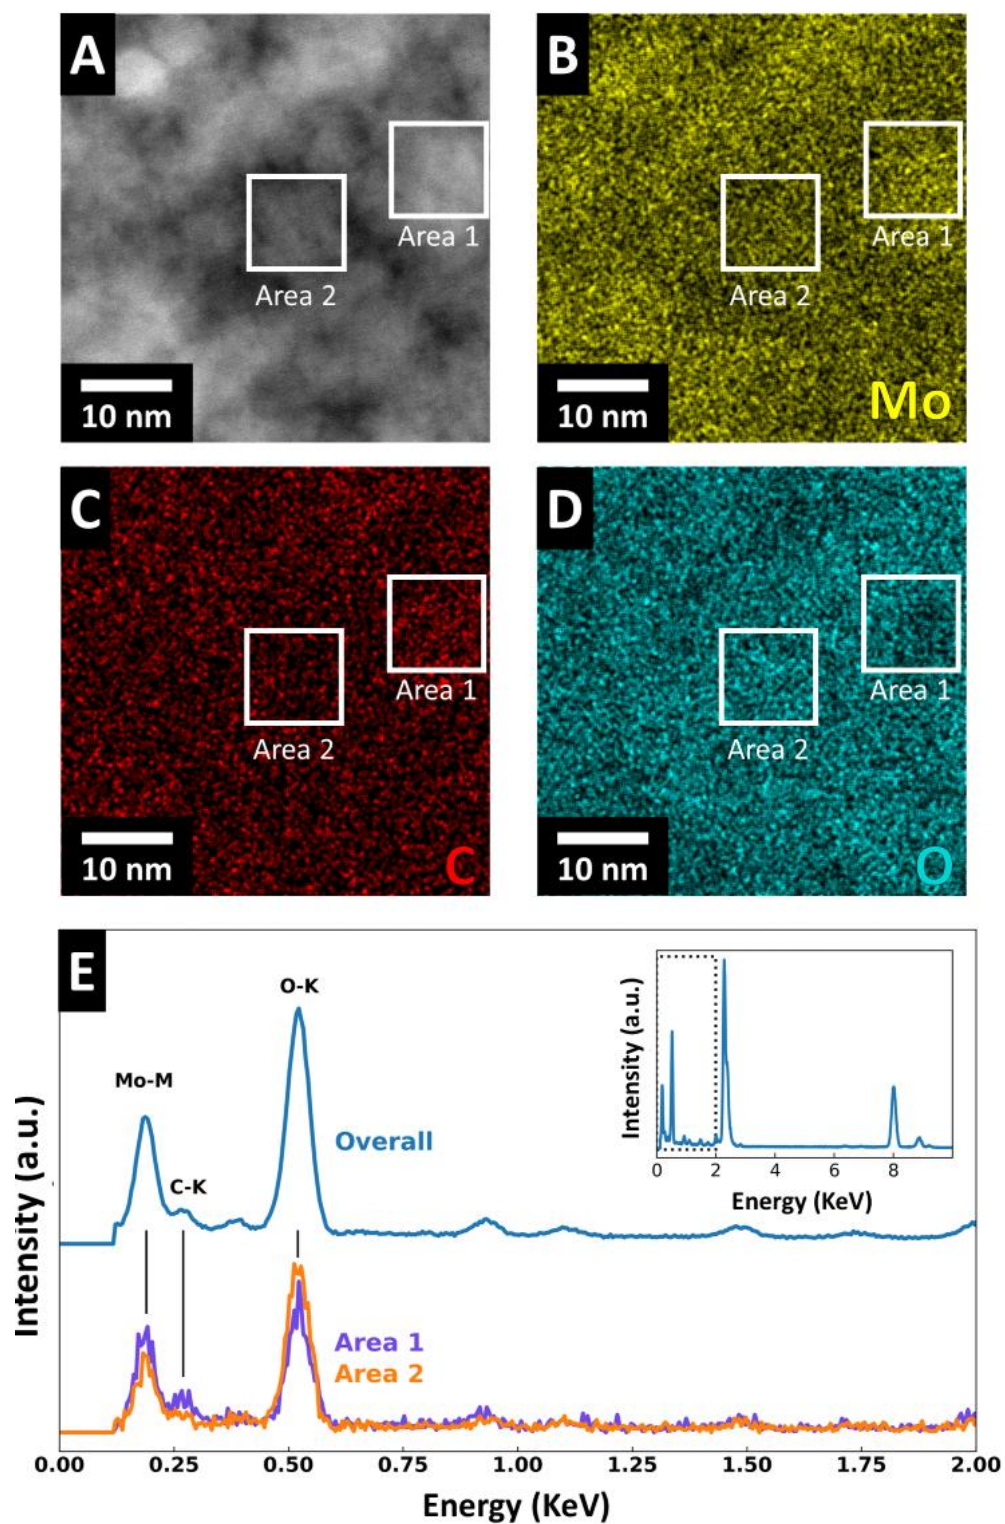 A
Area 1
Area 2
10 nm
B
Area 1
Area 2
10 nm
Mo
C
Area 1
Area 2
10 nm
C
D
Area 1
Area 2
10 nm
O
E
O-K
Mo-M
C-K
Overall
Area 1
Area 2
Intensity (a.u.)
0.00 0.25 0.50 0.75 1.00 1.25 1.50 1.75 2.00
Energy (KeV)
Intensity (a.u.)
0 2 4 6 8
Energy (KeV)